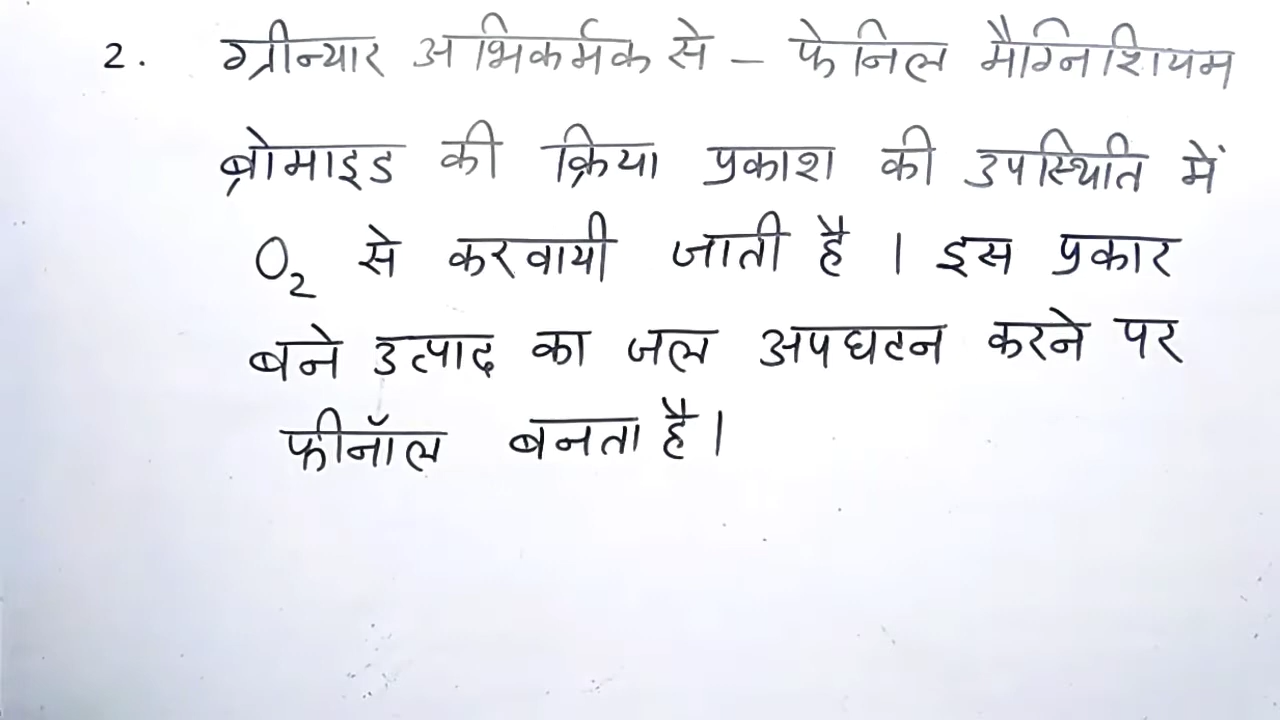 2. ग्रीन्यार अभिकर्मक से – फेनिल मैग्निशियम
ब्रोमाइड की क्रिया प्रकाश की उपस्थिति में
O₂ से करवायी जाती है । इस प्रकार
बने उत्पाद का जल अपघटन करने पर
फीनॉल बनता है ।